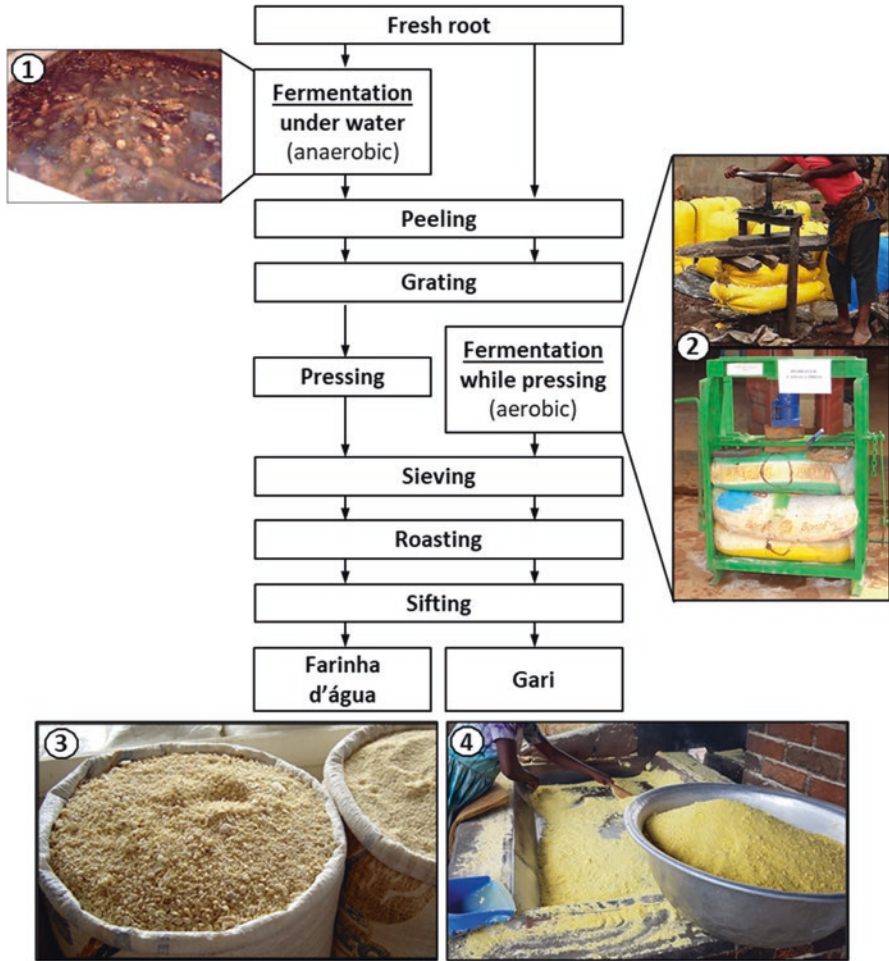 Fresh root
1
Fermentation
under water
(anaerobic)
Peeling
Grating
Pressing
Fermentation
while pressing
(aerobic)
2
Sieving
Roasting
Sifting
Farinha
d’água
Gari
3
4